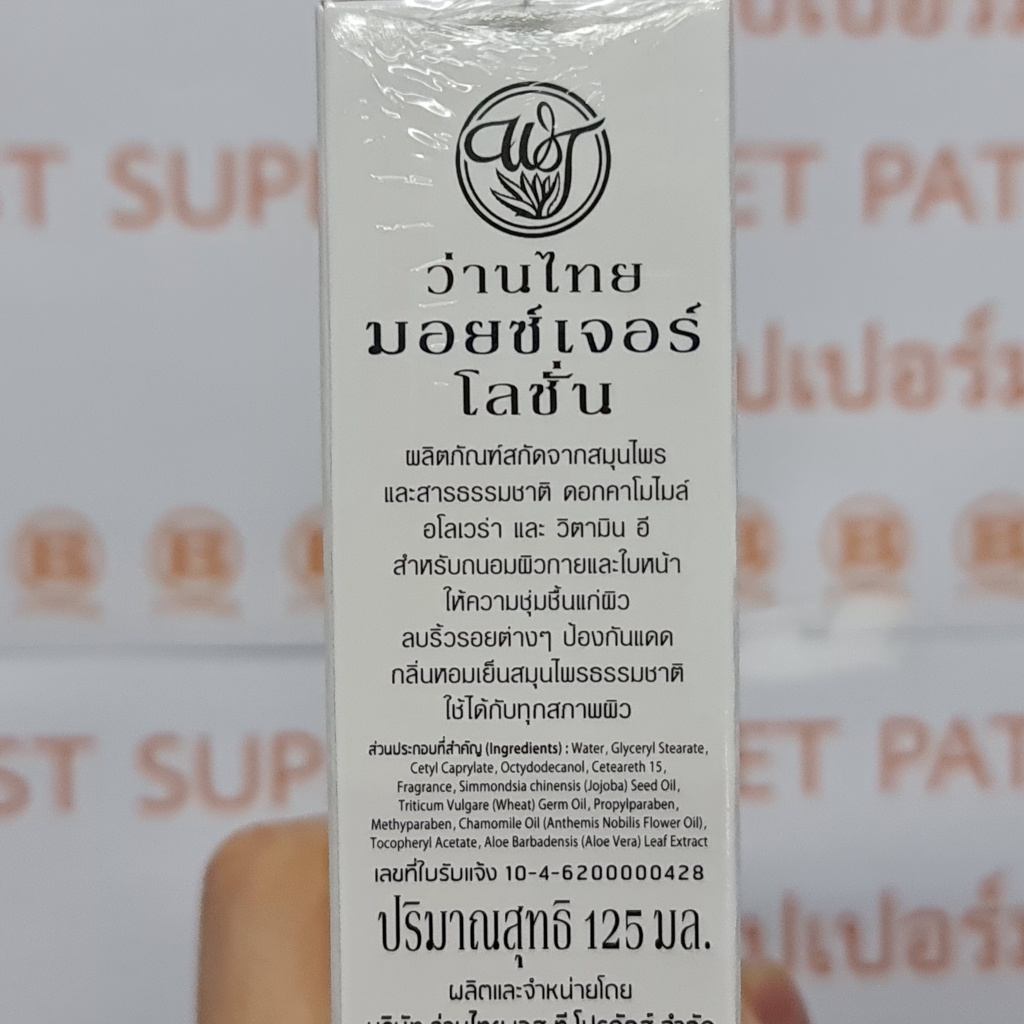 ว่านไทย
มอยซ์เจอร์
โลชั่น
ผลิตภัณฑ์สกัดจากสมุนไพร
และสารธรรมชาติ ดอกคาโมไมล์
อโลเวร่า และ วิตามิน อี
สำหรับถนอมผิวกายและใบหน้า
ให้ความชุ่มชื้นแก่ผิว
ลบริ้วรอยต่างๆ ป้องกันแดด
กลิ่นหอมเย็นสมุนไพรธรรมชาติ
ใช้ได้กับทุกสภาพผิว
ส่วนประกอบที่สำคัญ (Ingredients) : Water, Glyceryl Stearate,
Cetyl Caprylate, Octydodecanol, Ceteareth 15,
Fragrance, Simmondsia chinensis (Jojoba) Seed Oil,
Triticum Vulgare (Wheat) Germ Oil, Propylparaben,
Methyparaben, Chamomile Oil (Anthemis Nobilis Flower Oil),
Tocopheryl Acetate, Aloe Barbadensis (Aloe Vera) Leaf Extract
เลขที่ใบรับแจ้ง 10-4-6200000428
ปริมาณสุทธิ 125 มล.
ผลิตและจำหน่ายโดย